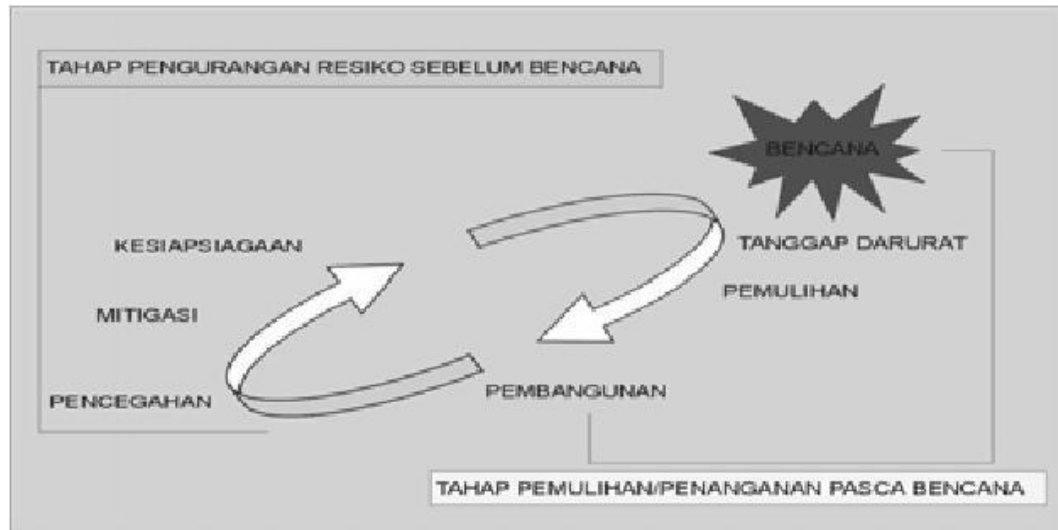 TAHAP PENGURANGAN RESIKO SEBELUM BENCANA
BENCANA
KESIAPSIAGAAN
TANGGAP DARURAT
PEMULIHAN
MITIGASI
PENCEGAHAN
PEMBANGUNAN
TAHAP PEMULIHAN/PENANGANAN PASCA BENCANA